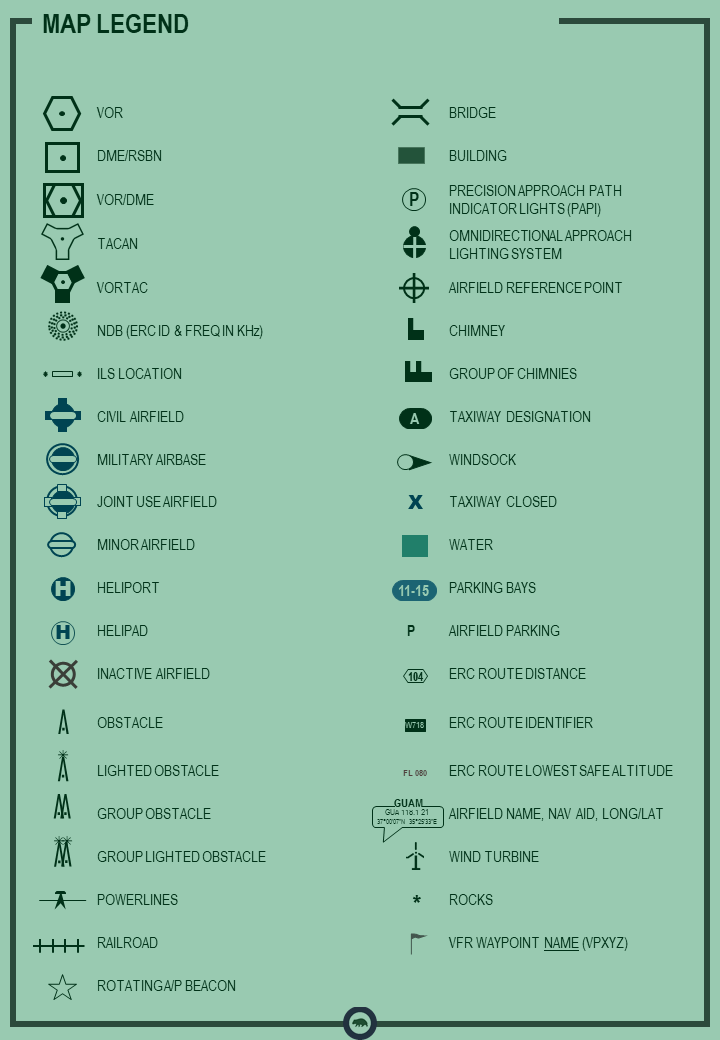 MAP LEGEND
VOR
DME/RSBN
VOR/DME
TACAN
VORTAC
NDB (ERC ID & FREQ IN KHz)
ILS LOCATION
CIVIL AIRFIELD
MILITARY AIRBASE
JOINT USE AIRFIELD
MINOR AIRFIELD
H HELIPORT
H HELIPAD
INACTIVE AIRFIELD
OBSTACLE
LIGHTED OBSTACLE
GROUP OBSTACLE
GROUP LIGHTED OBSTACLE
POWERLINES
RAILROAD
ROTATING A/P BEACON
BRIDGE
BUILDING
P PRECISION APPROACH PATH
INDICATOR LIGHTS (PAPI)
OMNIDIRECTIONAL APPROACH
LIGHTING SYSTEM
AIRFIELD REFERENCE POINT
CHIMNEY
GROUP OF CHIMNIES
A TAXIWAY DESIGNATION
WINDSOCK
X TAXIWAY CLOSED
WATER
11-15 PARKING BAYS
P AIRFIELD PARKING
104 ERC ROUTE DISTANCE
W718 ERC ROUTE IDENTIFIER
FL 080 ERC ROUTE LOWEST SAFE ALTITUDE
GUAM
GUA 116.1 21
37°00'07"N 35°25'33"E
AIRFIELD NAME, NAV AID, LONG/LAT
WIND TURBINE
* ROCKS
VFR WAYPOINT NAME (VPXYZ)